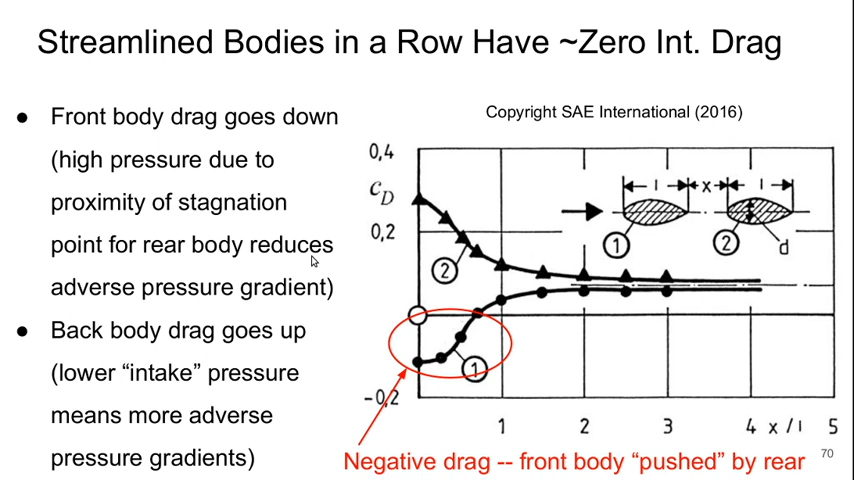 Streamlined Bodies in a Row Have ~Zero Int. Drag
● Front body drag goes down
(high pressure due to
proximity of stagnation
point for rear body reduces
adverse pressure gradient)
● Back body drag goes up
(lower “intake” pressure
means more adverse
pressure gradients)
Copyright SAE International (2016)
0,4
CD
0,2
-0,2
l x l
1 2 d
2
1
1 2 3 4 x/l 5
Negative drag -- front body “pushed” by rear
70